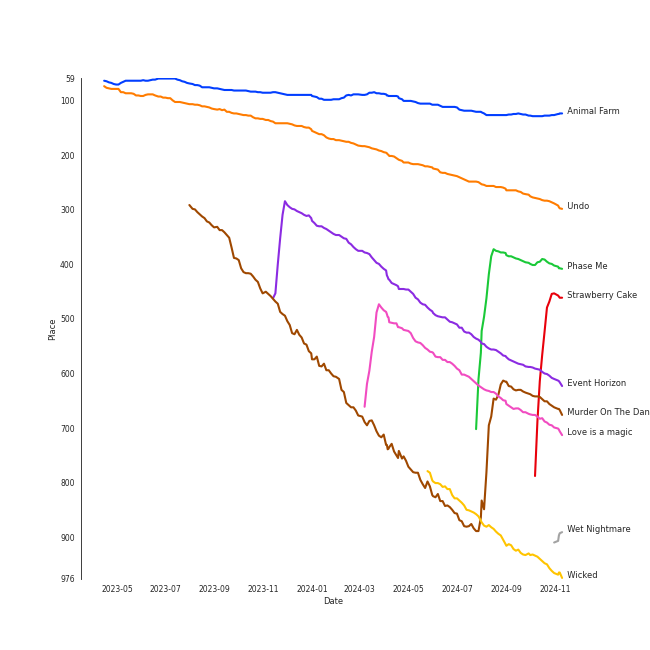 59
100
200
300
400
500
600
700
800
900
976
Place
2023-05
2023-07
2023-09
2023-11
2024-01
2024-03
2024-05
2024-07
2024-09
2024-11
Date
Animal Farm
Undo
Phase Me
Strawberry Cake
Event Horizon
Murder On The Dan
Love is a magic
Wet Nightmare
Wicked